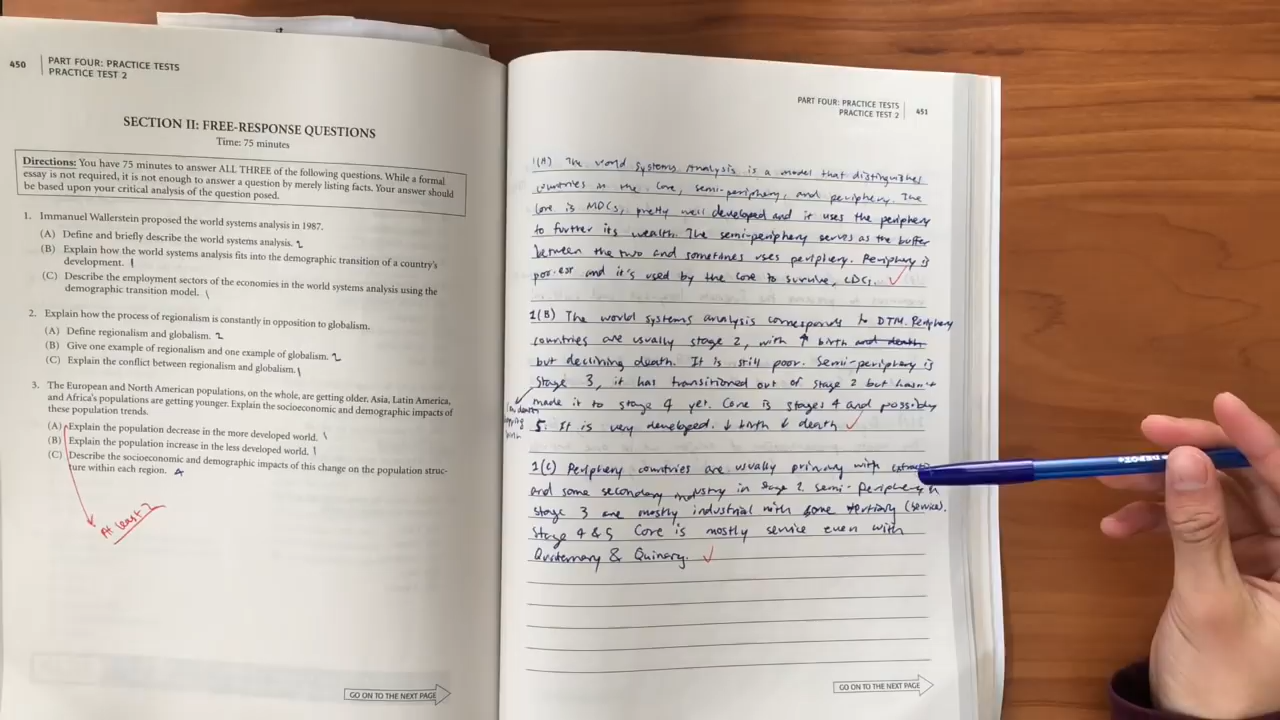 450
PART FOUR: PRACTICE TESTS
PRACTICE TEST 2
SECTION II: FREE-RESPONSE QUESTIONS
Time: 75 minutes
Directions: You have 75 minutes to answer ALL THREE of the following questions. While a formal
essay is not required, it is not enough to answer a question by merely listing facts. Your answer should
be based upon your critical analysis of the question posed.
1. Immanuel Wallerstein proposed the world systems analysis in 1987.
(A) Define and briefly describe the world systems analysis. 2
(B) Explain how the world systems analysis fits into the demographic transition of a country's
development. 1
(C) Describe the employment sectors of the economies in the world systems analysis using the
demographic transition model. 1
2. Explain how the process of regionalism is constantly in opposition to globalism.
(A) Define regionalism and globalism. 2
(B) Give one example of regionalism and one example of globalism. 2
(C) Explain the conflict between regionalism and globalism. 1
3. The European and North American populations, on the whole, are getting older. Asia, Latin America,
and Africa's populations are getting younger. Explain the socioeconomic and demographic impacts of
these population trends.
(A) Explain the population decrease in the more developed world. 1
(B) Explain the population increase in the less developed world. 1
(C) Describe the socioeconomic and demographic impacts of this change on the population struc-
ture within each region. 4
At least 2
GO ON TO THE NEXT PAGE
PART FOUR: PRACTICE TESTS
PRACTICE TEST 2
451
1(A) The world systems analysis is a model that distinguishes
countries in the core, semi-periphery, and periphery. The
core is MDCs, pretty well developed and it uses the periphery
to further its wealth. The semi-periphery serves as the buffer
between the two and sometimes uses periphery. Periphery is
poorest and it's used by the core to survive, LDCs.
1(B) The world systems analysis corresponds to DTM. Periphery
countries are usually stage 2, with ↑ birth and death
but declining death. It is still poor. Semi-periphery is
Stage 3, it has transitioned out of stage 2 but hasn't
made it to stage 4 yet. Core is stages 4 and possibly
5. It is very developed. ↓ birth ↓ death
death
birth
1(C) Periphery countries are usually primary with
and some secondary industry in stage 2. Semi-Periphery in
stage 3 are mostly industrial with some tertiary (service).
Stage 4 & 5 Core is mostly service even with
Quaternary & Quinary.
GO ON TO THE NEXT PAGE